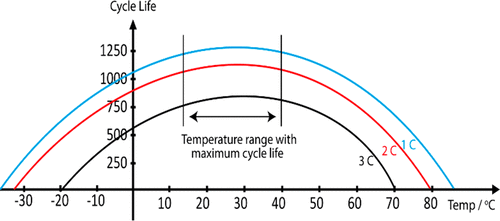 Cycle Life
1250
1000
750
500
250
Temperature range with
maximum cycle life
3 C
2 C
1 C
-30
-20
-10
10
20
30
40
50
60
70
80
Temp / ºC